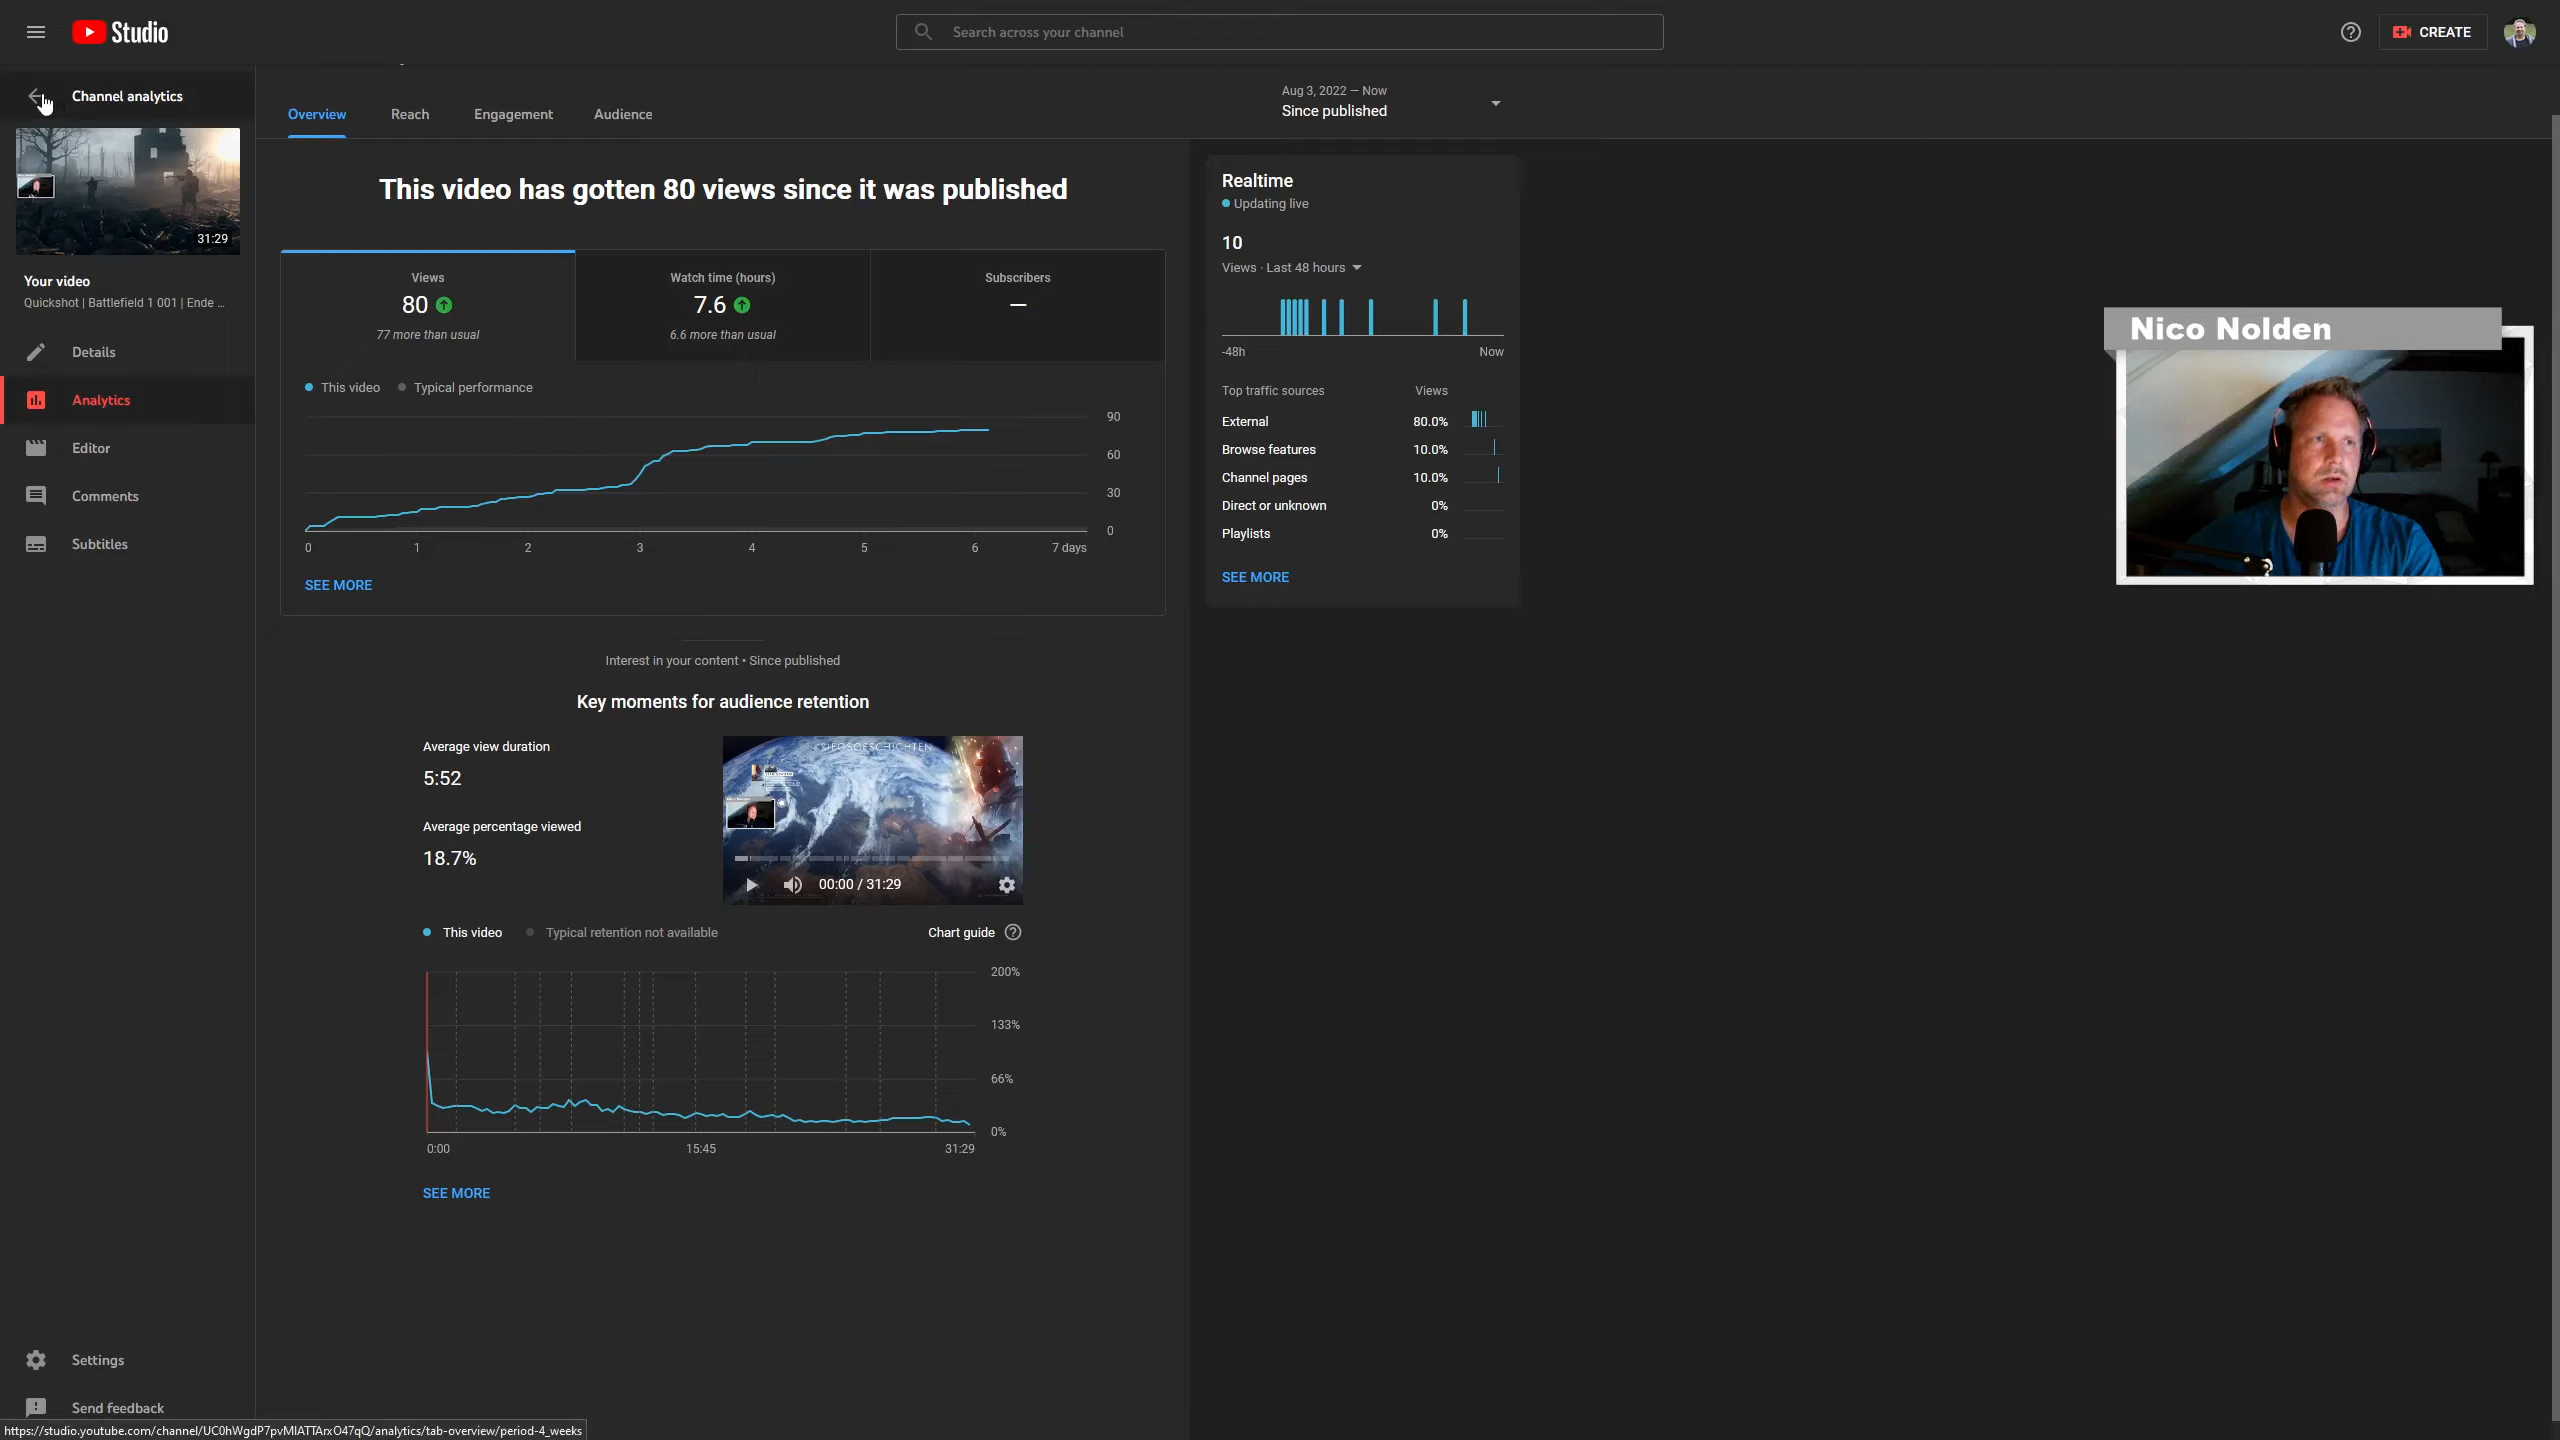 Studio
Search across your channel
CREATE
Channel analytics
31:29
Your video
Quickshot | Battlefield 1 001 | Ende ...
Details
Analytics
Editor
Comments
Subtitles
Settings
Send feedback
https://studio.youtube.com/channel/UC0hWgdP7pvMIATTArxO47qQ/analytics/tab-overview/period-4_weeks
Overview
Reach
Engagement
Audience
Aug 3, 2022 – Now
Since published
This video has gotten 80 views since it was published
Views
80
77 more than usual
Watch time (hours)
7.6
6.6 more than usual
Subscribers
—
This video
Typical performance
90
60
30
0
0 1 2 3 4 5 6 7 days
SEE MORE
Interest in your content • Since published
Key moments for audience retention
Average view duration
5:52
Average percentage viewed
18.7%
KRIEGSGESCHICHTEN
00:00 / 31:29
This video
Typical retention not available
Chart guide
200%
133%
66%
0%
0:00 15:45 31:29
SEE MORE
Realtime
Updating live
10
Views · Last 48 hours
-48h Now
Top traffic sources Views
External 80.0%
Browse features 10.0%
Channel pages 10.0%
Direct or unknown 0%
Playlists 0%
SEE MORE
Nico Nolden